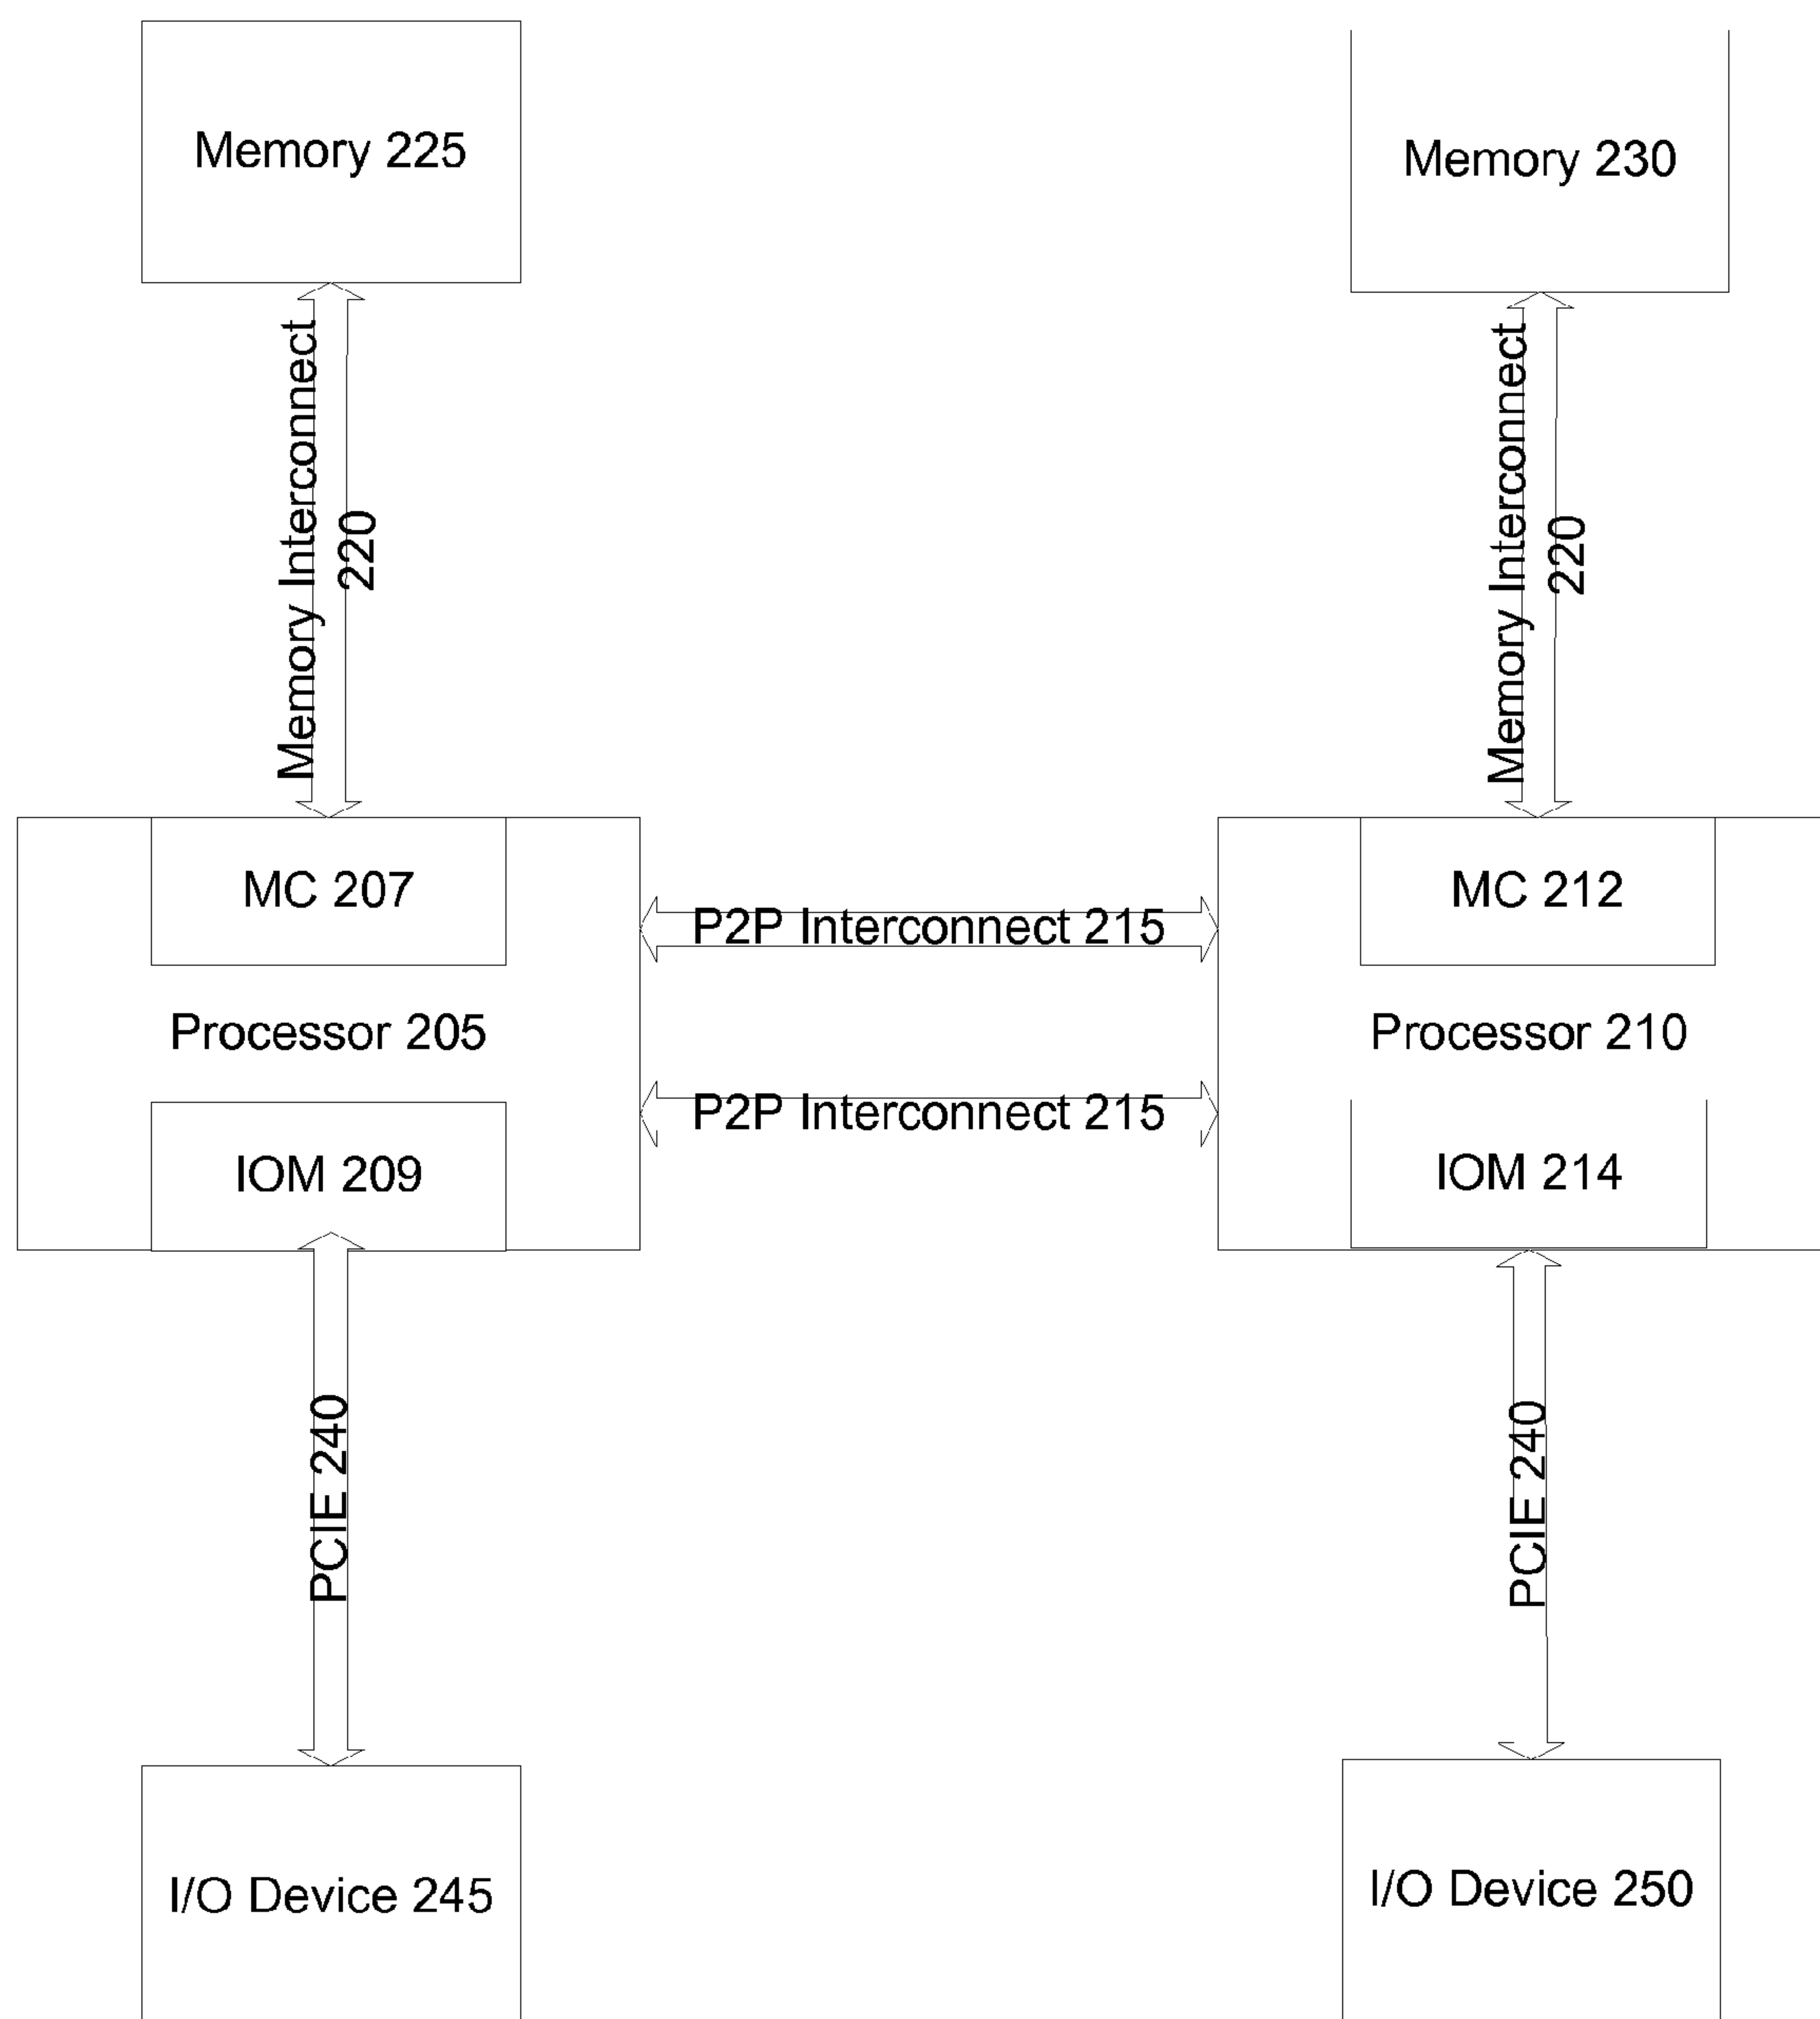 Memory 225
Memory 230
Memory Interconnect
220
Memory Interconnect
220
MC 207
MC 212
P2P Interconnect 215
Processor 205
Processor 210
P2P Interconnect 215
IOM 209
IOM 214
PCIE 240
PCIE 240
I/O Device 245
I/O Device 250